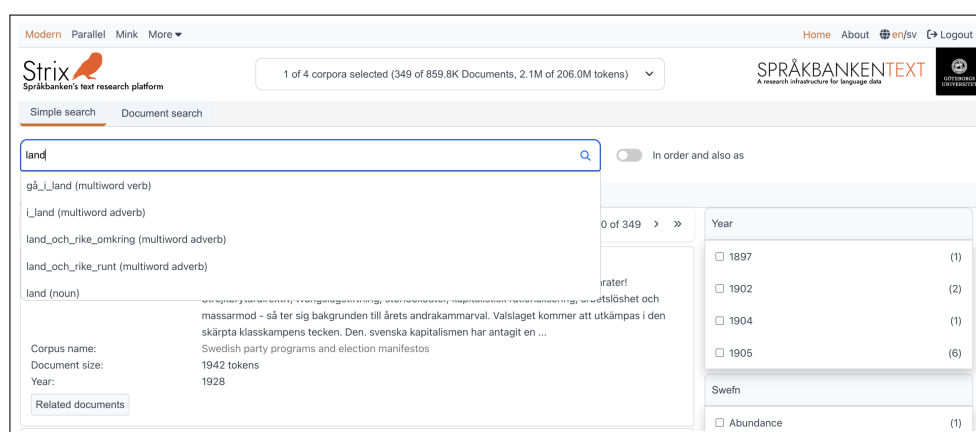 Modern Parallel Mink More
Home About en/sv Logout
Strix
Språkbanken's text research platform
1 of 4 corpora selected (349 of 859.8K Documents, 2.1M of 206.0M tokens)
SPRÅKBANKENTEXT
A research infrastructure for language data
GÖTEBORGS
UNIVERSITET
Simple search Document search
land
In order and also as
gå_i_land (multiword verb)
i_land (multiword adverb)
land_och_rike_omkring (multiword adverb)
land_och_rike_runt (multiword adverb)
land (noun)
0 of 349 > »
Year
1897 (1)
1902 (2)
1904 (1)
1905 (6)
massarmod - så ter sig bakgrunden till årets andrakammarval. Valslaget kommer att utkämpas i den
skärpta klasskampens tecken. Den. svenska kapitalismen har antagit en ...
Corpus name: Swedish party programs and election manifestos
Document size: 1942 tokens
Year: 1928
Related documents
Swefn
Abundance (1)